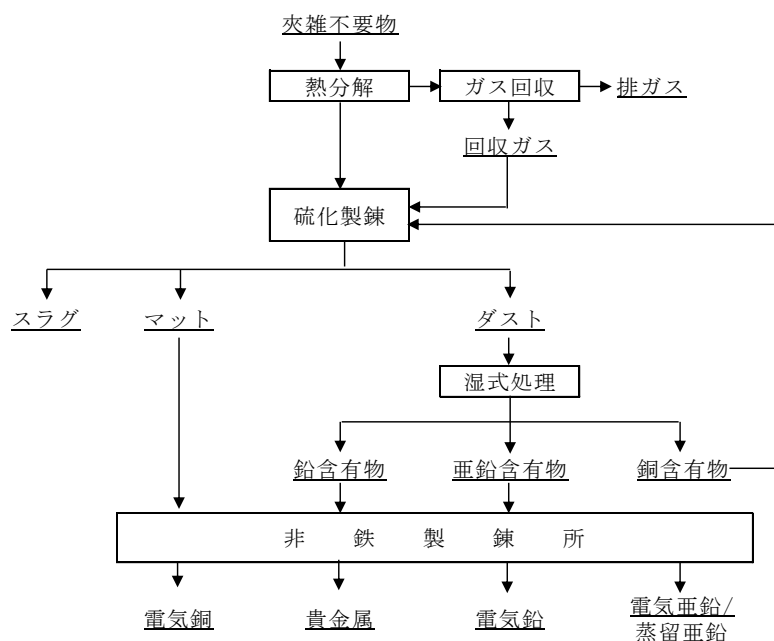 夾雑不要物
熱分解
ガス回収
排ガス
回収ガス
硫化製錬
スラグ
マット
ダスト
湿式処理
鉛含有物
亜鉛含有物
銅含有物
非鉄製錬所
電気銅
貴金属
電気鉛
電気亜鉛/
蒸留亜鉛